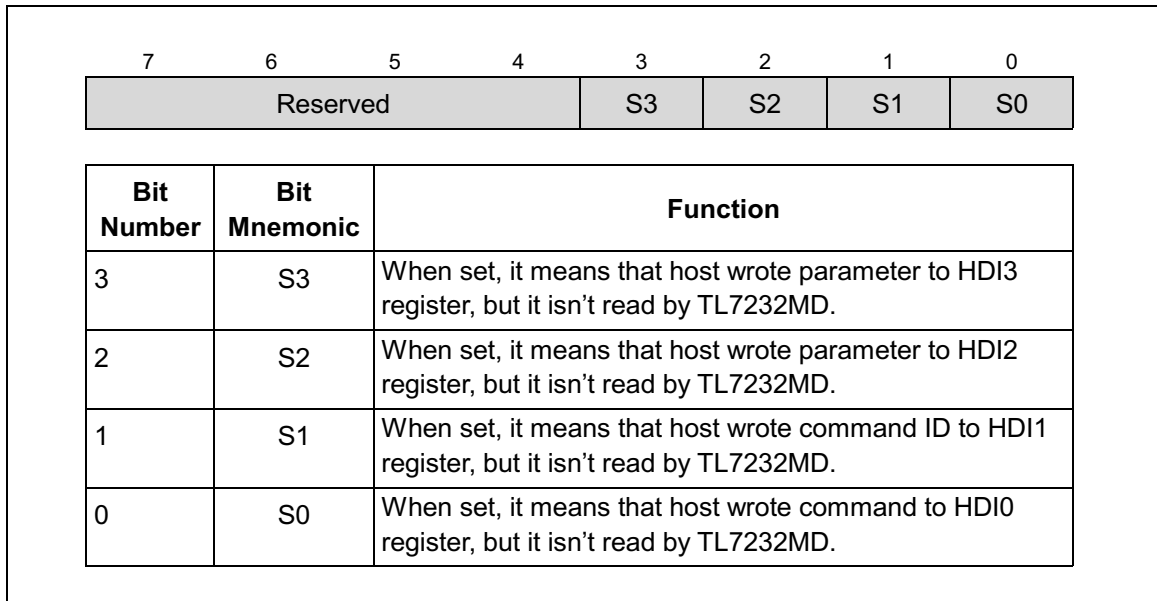 7 6 5 4 3 2 1 0
Reserved S3 S2 S1 S0
Bit Number Bit Mnemonic Function
3 S3 When set, it means that host wrote parameter to HDI3
register, but it isn’t read by TL7232MD.
2 S2 When set, it means that host wrote parameter to HDI2
register, but it isn’t read by TL7232MD.
1 S1 When set, it means that host wrote command ID to HDI1
register, but it isn’t read by TL7232MD.
0 S0 When set, it means that host wrote command to HDI0
register, but it isn’t read by TL7232MD.